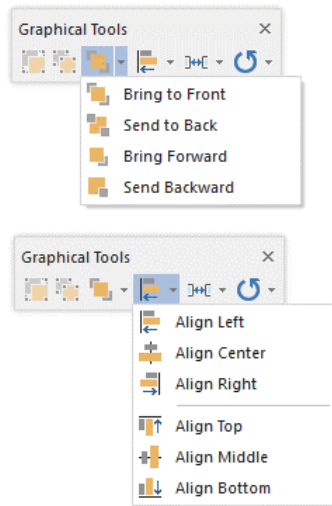 Graphical Tools
Bring to Front
Send to Back
Bring Forward
Send Backward
Graphical Tools
Align Left
Align Center
Align Right
Align Top
Align Middle
Align Bottom